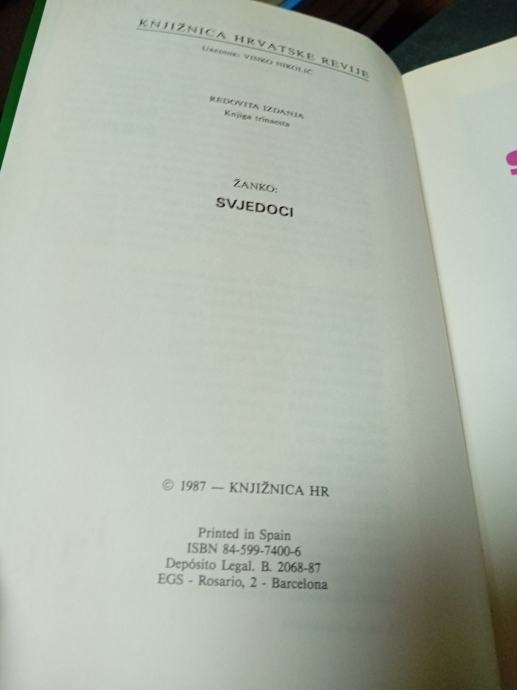 KNJIŽNICA HRVATSKE REVIJE
UREDNIK: VINKO NIKOLIĆ
REDOVITA IZDANJA
Knjiga trinaesta
ŽANKO:
SVJEDOCI
© 1987 — KNJIŽNICA HR
Printed in Spain
ISBN 84-599-7400-6
Depósito Legal. B. 2068-87
EGS - Rosario, 2 - Barcelona